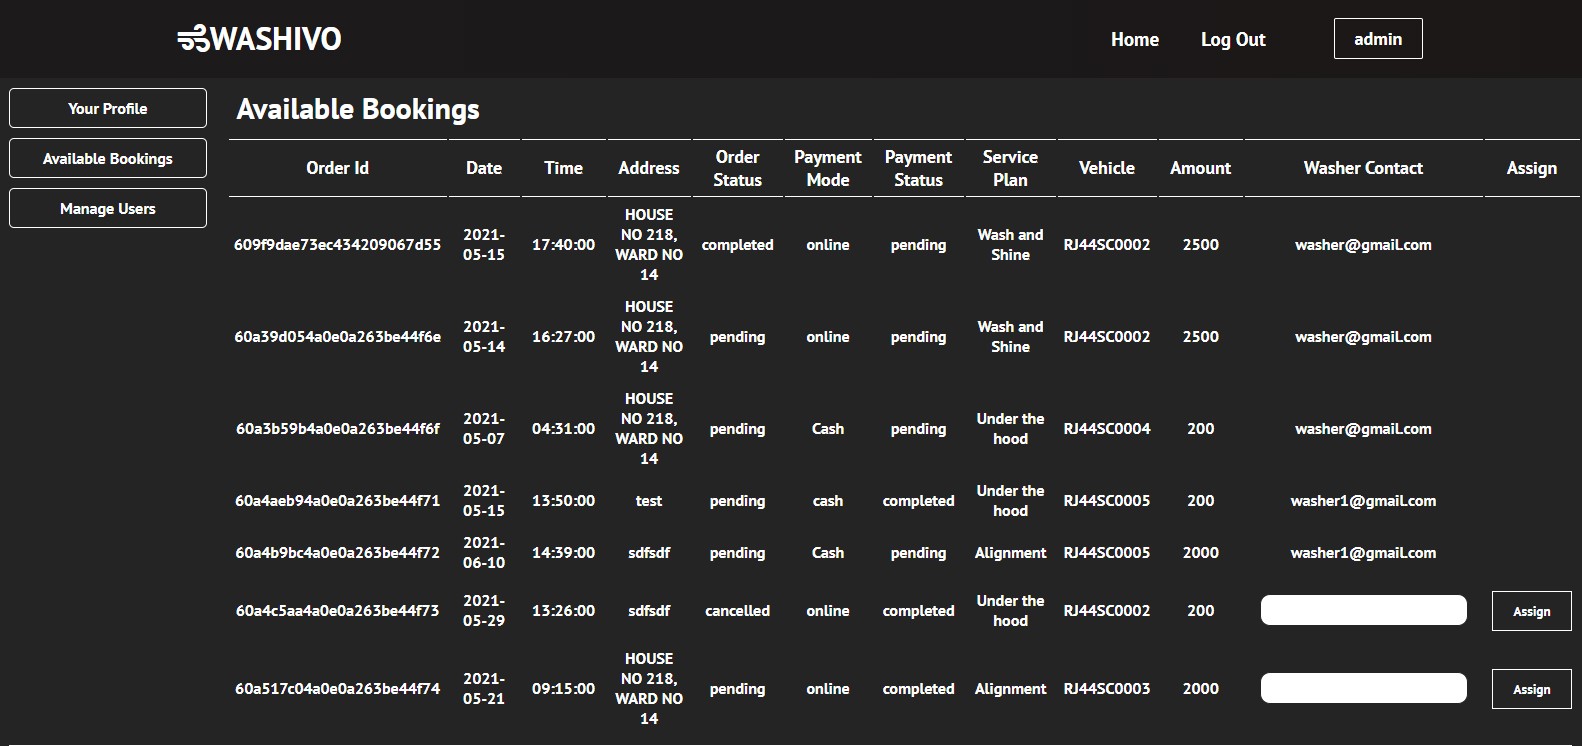 WASHIVO
Home
Log Out
admin
Your Profile
Available Bookings
Manage Users
Available Bookings
Order Id
Date
Time
Address
Order
Status
Payment
Mode
Payment
Status
Service
Plan
Vehicle
Amount
Washer Contact
Assign
609f9dae73ec434209067d55
2021-
05-15
17:40:00
HOUSE
NO 218,
WARD NO
14
completed
online
pending
Wash and
Shine
RJ44SC0002
2500
washer@gmail.com
60a39d054a0e0a263be44f6e
2021-
05-14
16:27:00
HOUSE
NO 218,
WARD NO
14
pending
online
pending
Wash and
Shine
RJ44SC0002
2500
washer@gmail.com
60a3b59b4a0e0a263be44f6f
2021-
05-07
04:31:00
HOUSE
NO 218,
WARD NO
14
pending
Cash
pending
Under the
hood
RJ44SC0004
200
washer@gmail.com
60a4aeb94a0e0a263be44f71
2021-
05-15
13:50:00
test
pending
cash
completed
Under the
hood
RJ44SC0005
200
washer1@gmail.com
60a4b9bc4a0e0a263be44f72
2021-
06-10
14:39:00
sdfsdf
pending
Cash
pending
Alignment
RJ44SC0005
2000
washer1@gmail.com
60a4c5aa4a0e0a263be44f73
2021-
05-29
13:26:00
sdfsdf
cancelled
online
completed
Under the
hood
RJ44SC0002
200
Assign
60a517c04a0e0a263be44f74
2021-
05-21
09:15:00
HOUSE
NO 218,
WARD NO
14
pending
online
completed
Alignment
RJ44SC0003
2000
Assign